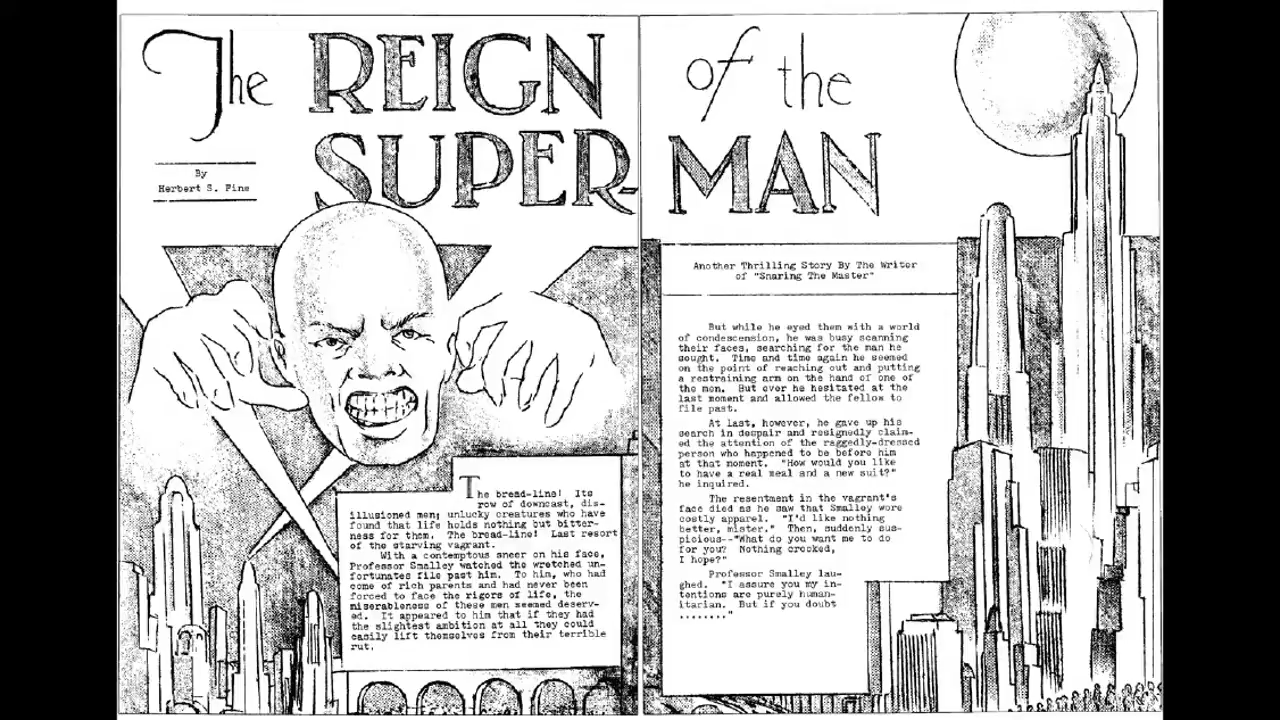 The REIGN of the
SUPER-MAN
By
Herbert S. Fine
The bread-line! Its
row of downcast, dis-
illusioned men; unlucky creatures who have
found that life holds nothing but bitter-
ness for them. The bread-line! Last resort
of the starving vagrant.
With a contemptous sneer on his face,
Professor Smalley watched the wretched un-
fortunates file past him. To him, who had
come of rich parents and had never been
forced to face the rigors of life, the
miserableness of these men seemed deserv-
ed. It appeared to him that if they had
the slightest ambition at all they could
easily lift themselves from their terrible
rut.
Another Thrilling Story By The Writer
of "Snaring The Master"
But while he eyed them with a world
of condescension, he was busy scanning
their faces, searching for the man he
sought. Time and time again he seemed
on the point of reaching out and putting
a restraining arm on the hand of one of
the men. But ever he hesitated at the
last moment and allowed the fellow to
file past.
At last, however, he gave up his
search in despair and resignedly claim-
ed the attention of the raggedly-dressed
person who happened to be before him
at that moment. "How would you like
to have a real meal and a new suit?"
he inquired.
The resentment in the vagrant's
face died as he saw that Smalley wore
costly apparel. "I'd like nothing
better, mister." Then, suddenly sus-
picious--"What do you want me to do
for you? Nothing crooked,
I hope?"
Professor Smalley lau-
ghed. "I assure you my in-
tentions are purely human-
itarian. But if you doubt
........"